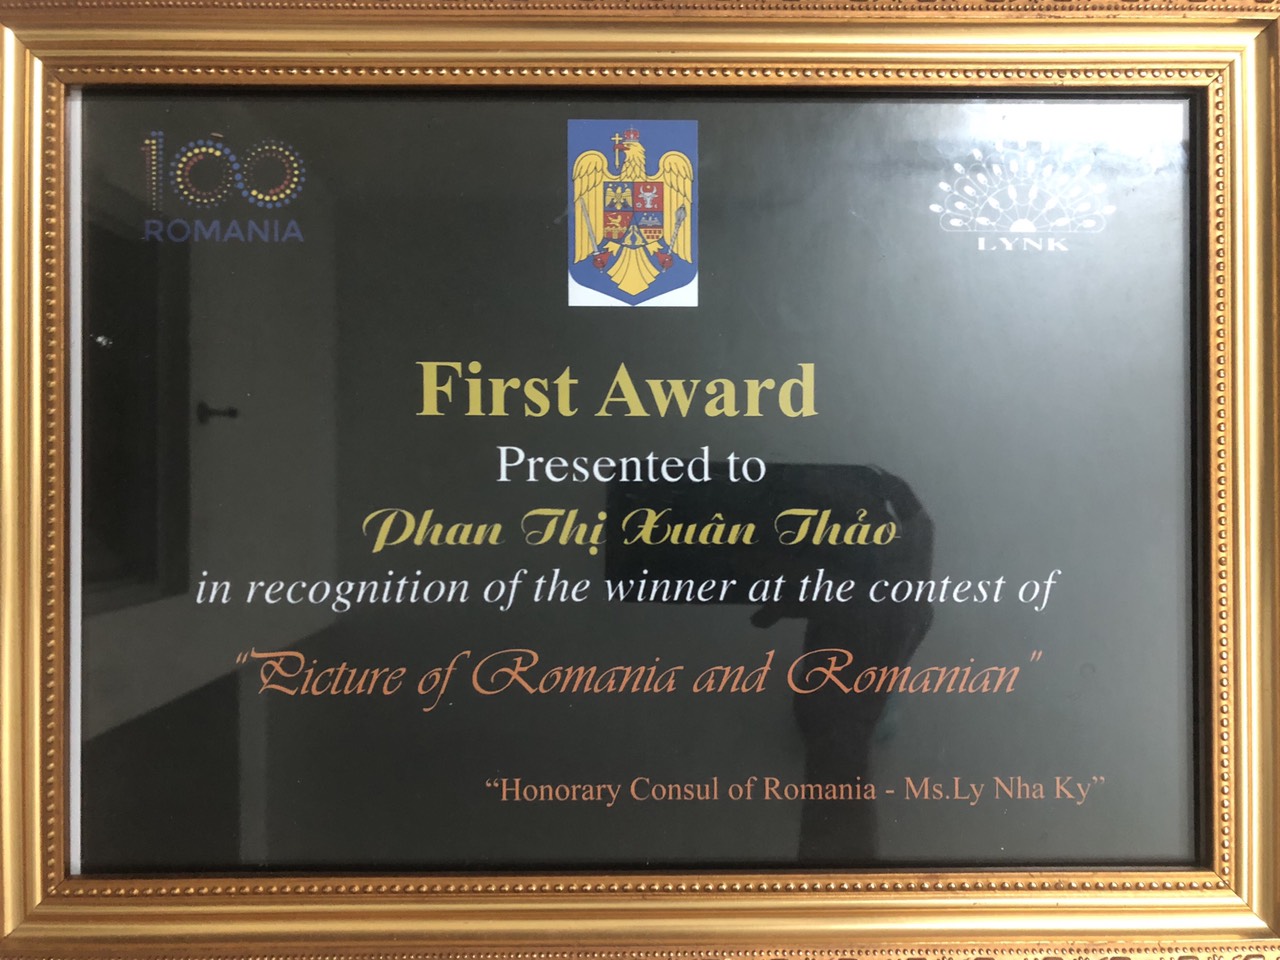 100
ROMANIA
LYNK
First Award
Presented to
Phan Thị Xuân Thảo
in recognition of the winner at the contest of
"Picture of Romania and Romanian"
“Honorary Consul of Romania - Ms.Ly Nha Ky”